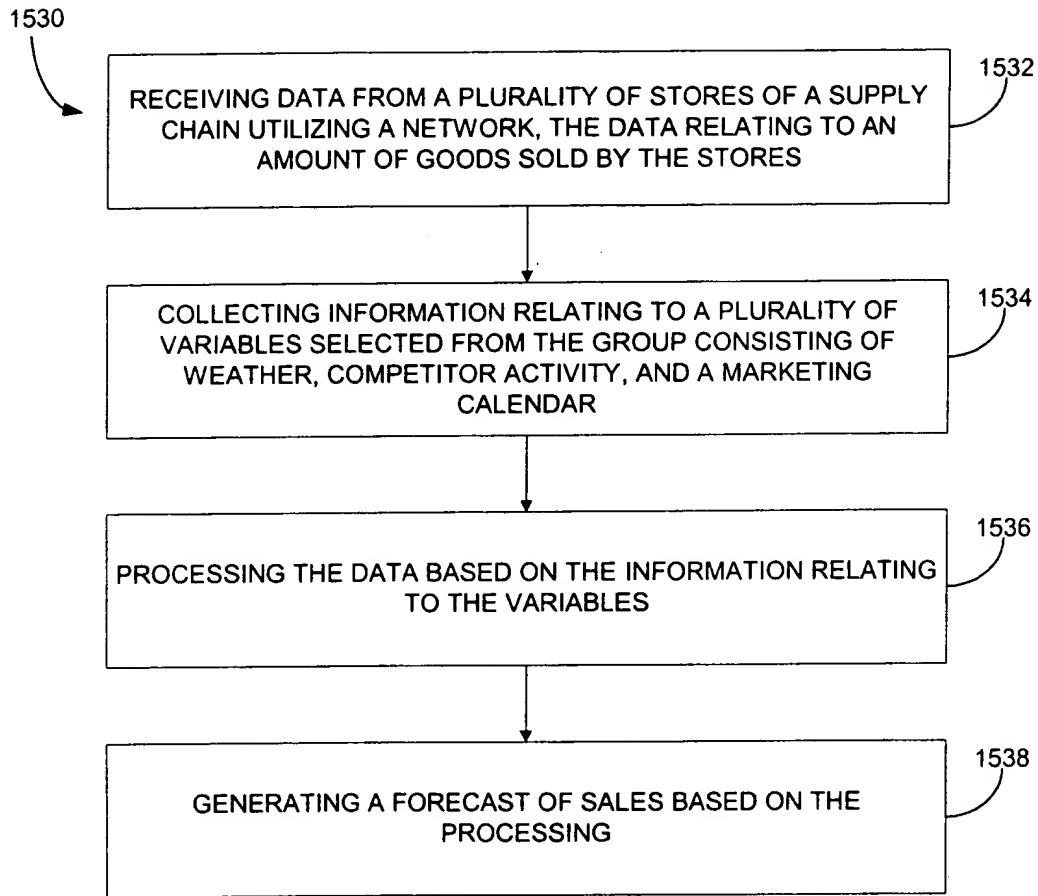 1530
1532
RECEIVING DATA FROM A PLURALITY OF STORES OF A SUPPLY
CHAIN UTILIZING A NETWORK, THE DATA RELATING TO AN
AMOUNT OF GOODS SOLD BY THE STORES
1534
COLLECTING INFORMATION RELATING TO A PLURALITY OF
VARIABLES SELECTED FROM THE GROUP CONSISTING OF
WEATHER, COMPETITOR ACTIVITY, AND A MARKETING
CALENDAR
1536
PROCESSING THE DATA BASED ON THE INFORMATION RELATING
TO THE VARIABLES
1538
GENERATING A FORECAST OF SALES BASED ON THE
PROCESSING